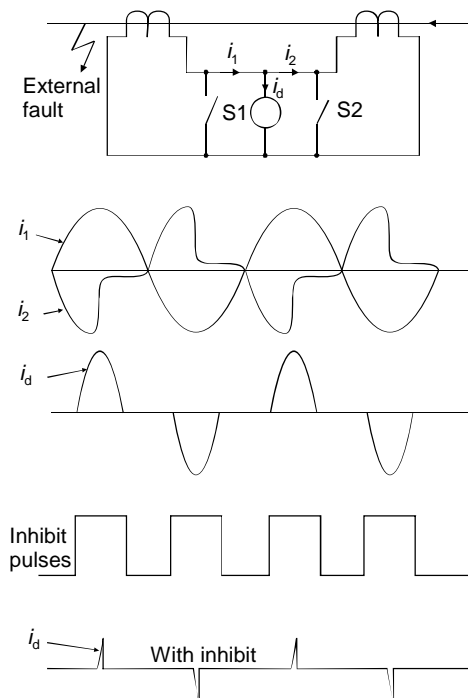 i1
i2
External
fault
id
S1
S2
i1
i2
id
Inhibit
pulses
id
With inhibit